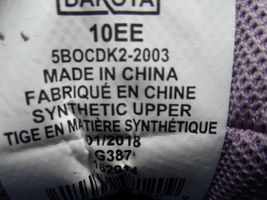 DAKOTA
10EE
5BOCDK2-2003
MADE IN CHINA
FABRIQUÉ EN CHINE
SYNTHETIC UPPER
TIGE EN MATIÈRE SYNTHÉTIQUE
01/2018
G387